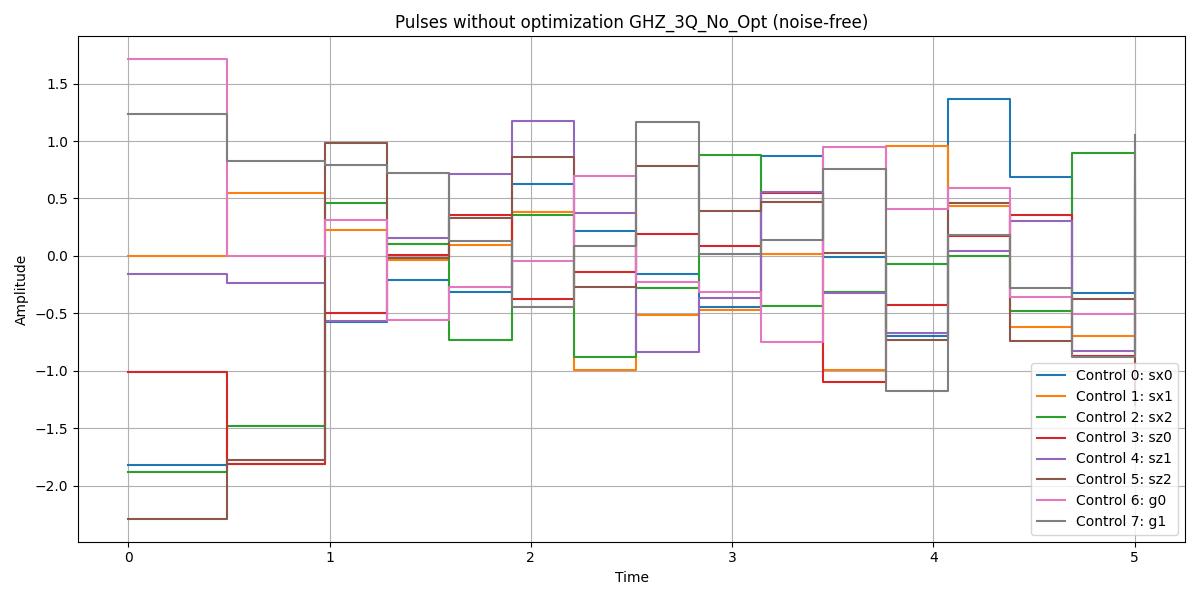 Pulses without optimization GHZ_3Q_No_Opt (noise-free)
Amplitude
1.5
1.0
0.5
0.0
−0.5
−1.0
−1.5
−2.0
0 1 2 3 4 5
Time
Control 0: sx0
Control 1: sx1
Control 2: sx2
Control 3: sz0
Control 4: sz1
Control 5: sz2
Control 6: g0
Control 7: g1